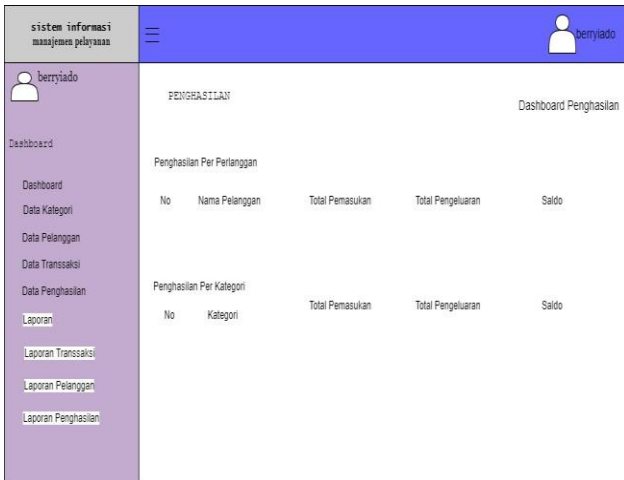 sistem informasi
manajemen pelayanan
berryiado
berryiado
PENGHASILAN
Dashboard Penghasilan
Dashboard
Dashboard
Data Kategori
Data Pelanggan
Data Transsaksi
Data Penghasilan
Laporan
Laporan Transsaksi
Laporan Pelanggan
Laporan Penghasilan
Penghasilan Per Perlanggan
No Nama Pelanggan Total Pemasukan Total Pengeluaran Saldo
Penghasilan Per Kategori
No Kategori Total Pemasukan Total Pengeluaran Saldo